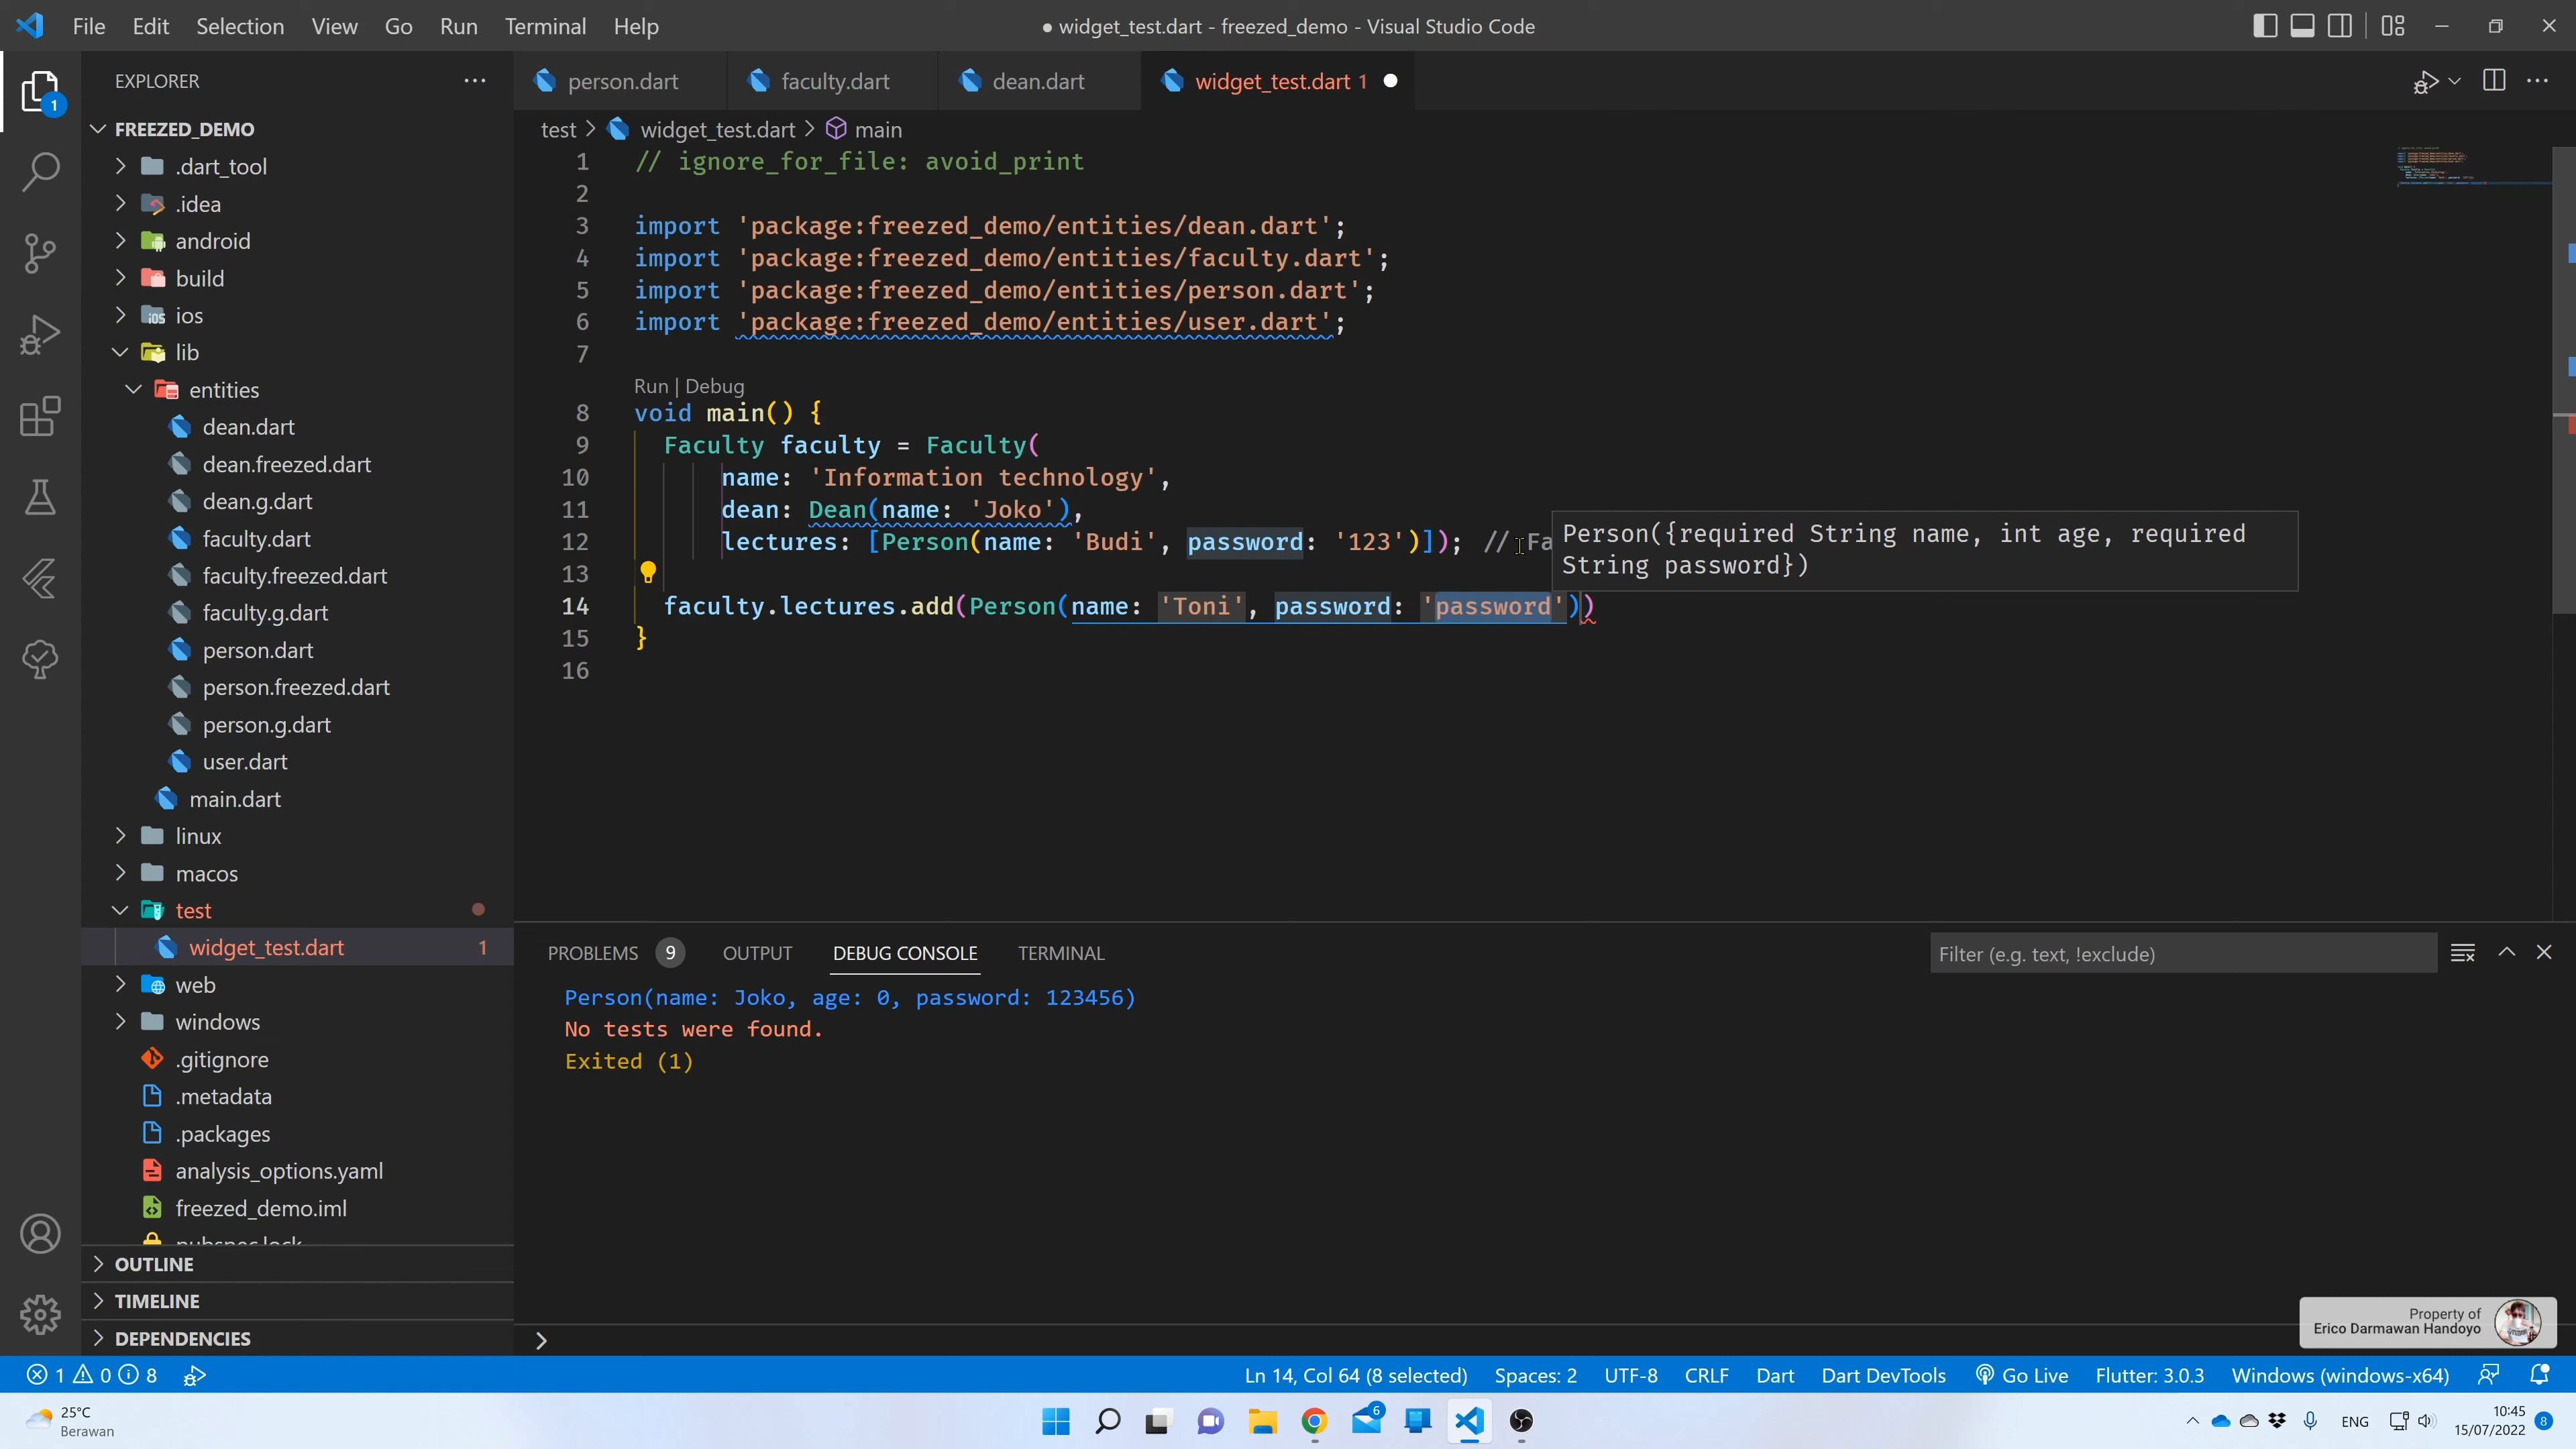 File Edit Selection View Go Run Terminal Help
● widget_test.dart - freezed_demo - Visual Studio Code
EXPLORER
1
FREEZED_DEMO
.dart_tool
.idea
android
build
ios
lib
entities
dean.dart
dean.freezed.dart
dean.g.dart
faculty.dart
faculty.freezed.dart
faculty.g.dart
person.dart
person.freezed.dart
person.g.dart
user.dart
main.dart
linux
macos
test
widget_test.dart 1
web
windows
.gitignore
.metadata
.packages
analysis_options.yaml
freezed_demo.iml
pubspec.lock
OUTLINE
TIMELINE
DEPENDENCIES
person.dart faculty.dart dean.dart widget_test.dart 1
test > widget_test.dart > main
1 // ignore_for_file: avoid_print
2
3 import 'package:freezed_demo/entities/dean.dart';
4 import 'package:freezed_demo/entities/faculty.dart';
5 import 'package:freezed_demo/entities/person.dart';
6 import 'package:freezed_demo/entities/user.dart';
7
Run | Debug
8 void main() {
9 Faculty faculty = Faculty(
10 name: 'Information technology',
11 dean: Dean(name: 'Joko'),
12 lectures: [Person(name: 'Budi', password: '123')]); // Fa
Person({required String name, int age, required
String password})
13
14 faculty.lectures.add(Person(name: 'Toni', password: 'password'))
15 }
16
PROBLEMS 9 OUTPUT DEBUG CONSOLE TERMINAL
Filter (e.g. text, !exclude)
Person(name: Joko, age: 0, password: 123456)
No tests were found.
Exited (1)
Property of
Erico Darmawan Handoyo
1 0 8
Ln 14, Col 64 (8 selected) Spaces: 2 UTF-8 CRLF Dart Dart DevTools Go Live Flutter: 3.0.3 Windows (windows-x64)
25°C
Berawan
6
ENG
10:45
15/07/2022
8